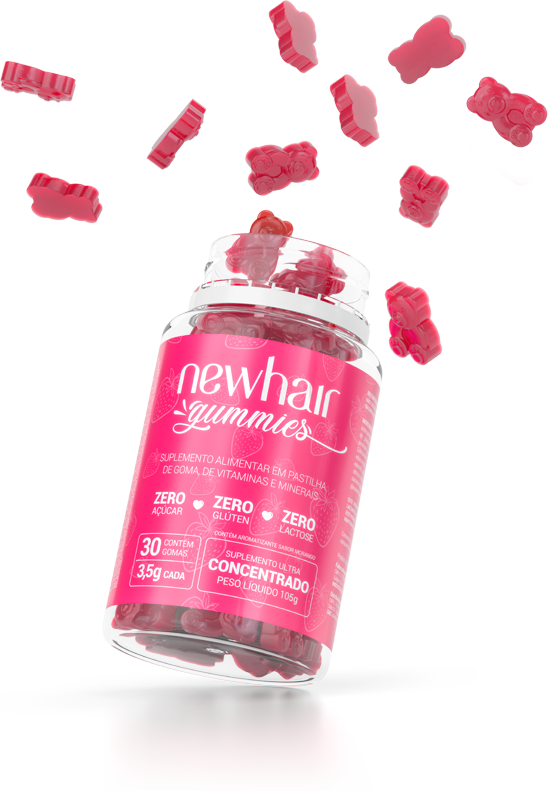 newhair
gummies
SUPLEMENTO ALIMENTAR EM PASTILHA
DE GOMA, DE VITAMINAS E MINERAIS
ZERO
AÇÚCAR
ZERO
GLÚTEN
ZERO
LACTOSE
CONTÉM AROMATIZANTE SABOR MORANGO
30 CONTÉM
GOMAS.
3,5g CADA
SUPLEMENTO ULTRA
CONCENTRADO
PESO LÍQUIDO 105g